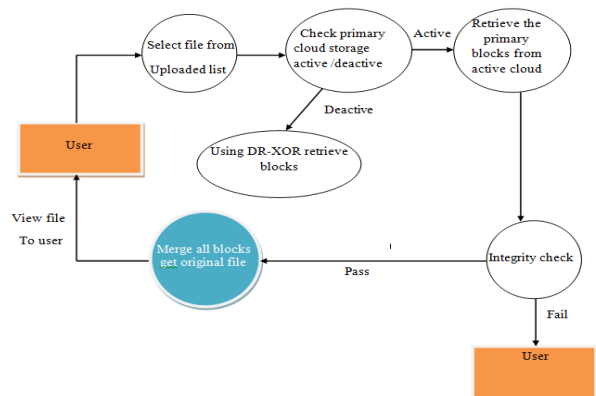 Select file from
Uploaded list
Check primary
cloud storage
active /deactive
Active
Retrieve the
primary
blocks from
active cloud
Deactive
Using DR-XOR retrieve
blocks
User
View file
To user
Merge all blocks
get original file
Pass
Integrity check
Fail
User